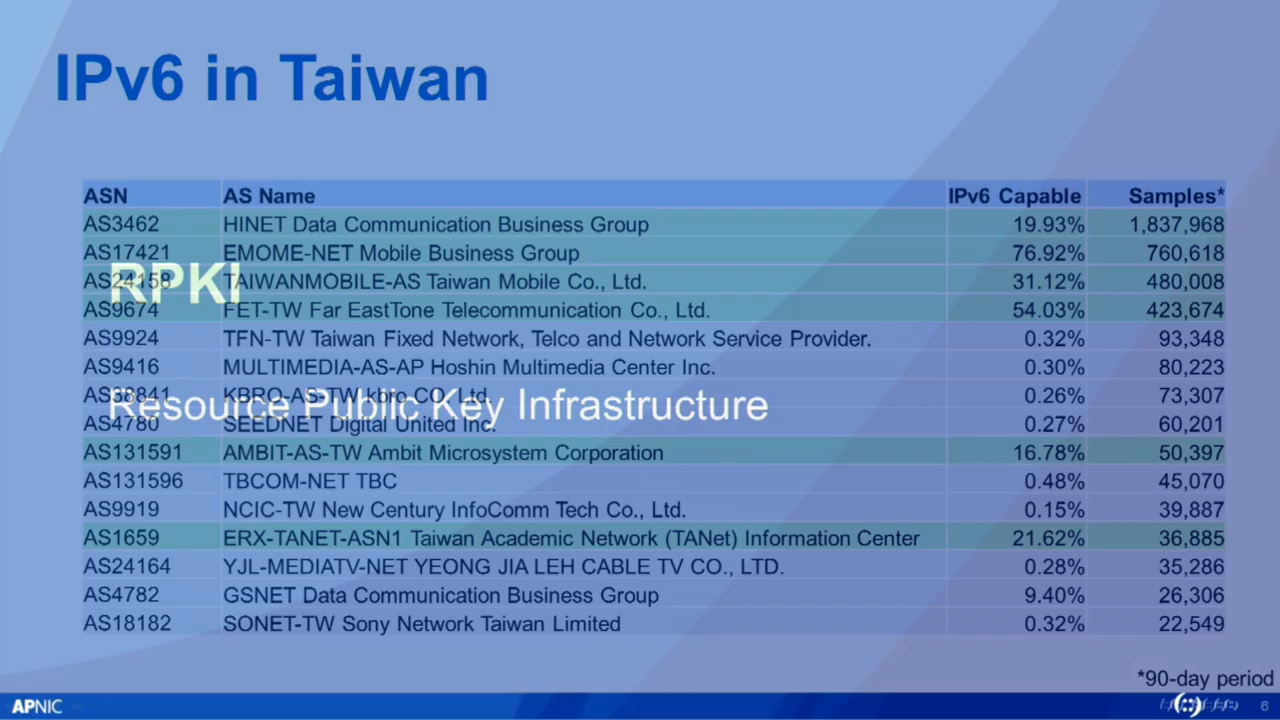 IPv6 in Taiwan
ASN AS Name IPv6 Capable Samples*
AS3462 HINET Data Communication Business Group 19.93% 1,837,968
AS17421 EMOME-NET Mobile Business Group 76.92% 760,618
RPKI
AS24158 TAIWANMOBILE-AS Taiwan Mobile Co., Ltd. 31.12% 480,008
AS9674 FET-TW Far EastTone Telecommunication Co., Ltd. 54.03% 423,674
AS9924 TFN-TW Taiwan Fixed Network, Telco and Network Service Provider. 0.32% 93,348
AS9416 MULTIMEDIA-AS-AP Hoshin Multimedia Center Inc. 0.30% 80,223
AS38841 KBRO-AS-TW kbro CO. Ltd. 0.26% 73,307
Resource Public Key Infrastructure
AS4780 SEEDNET Digital United Inc. 0.27% 60,201
AS131591 AMBIT-AS-TW Ambit Microsystem Corporation 16.78% 50,397
AS131596 TBCOM-NET TBC 0.48% 45,070
AS9919 NCIC-TW New Century InfoComm Tech Co., Ltd. 0.15% 39,887
AS1659 ERX-TANET-ASN1 Taiwan Academic Network (TANet) Information Center 21.62% 36,885
AS24164 YJL-MEDIATV-NET YEONG JIA LEH CABLE TV CO., LTD. 0.28% 35,286
AS4782 GSNET Data Communication Business Group 9.40% 26,306
AS18182 SONET-TW Sony Network Taiwan Limited 0.32% 22,549
*90-day period
APNIC 6